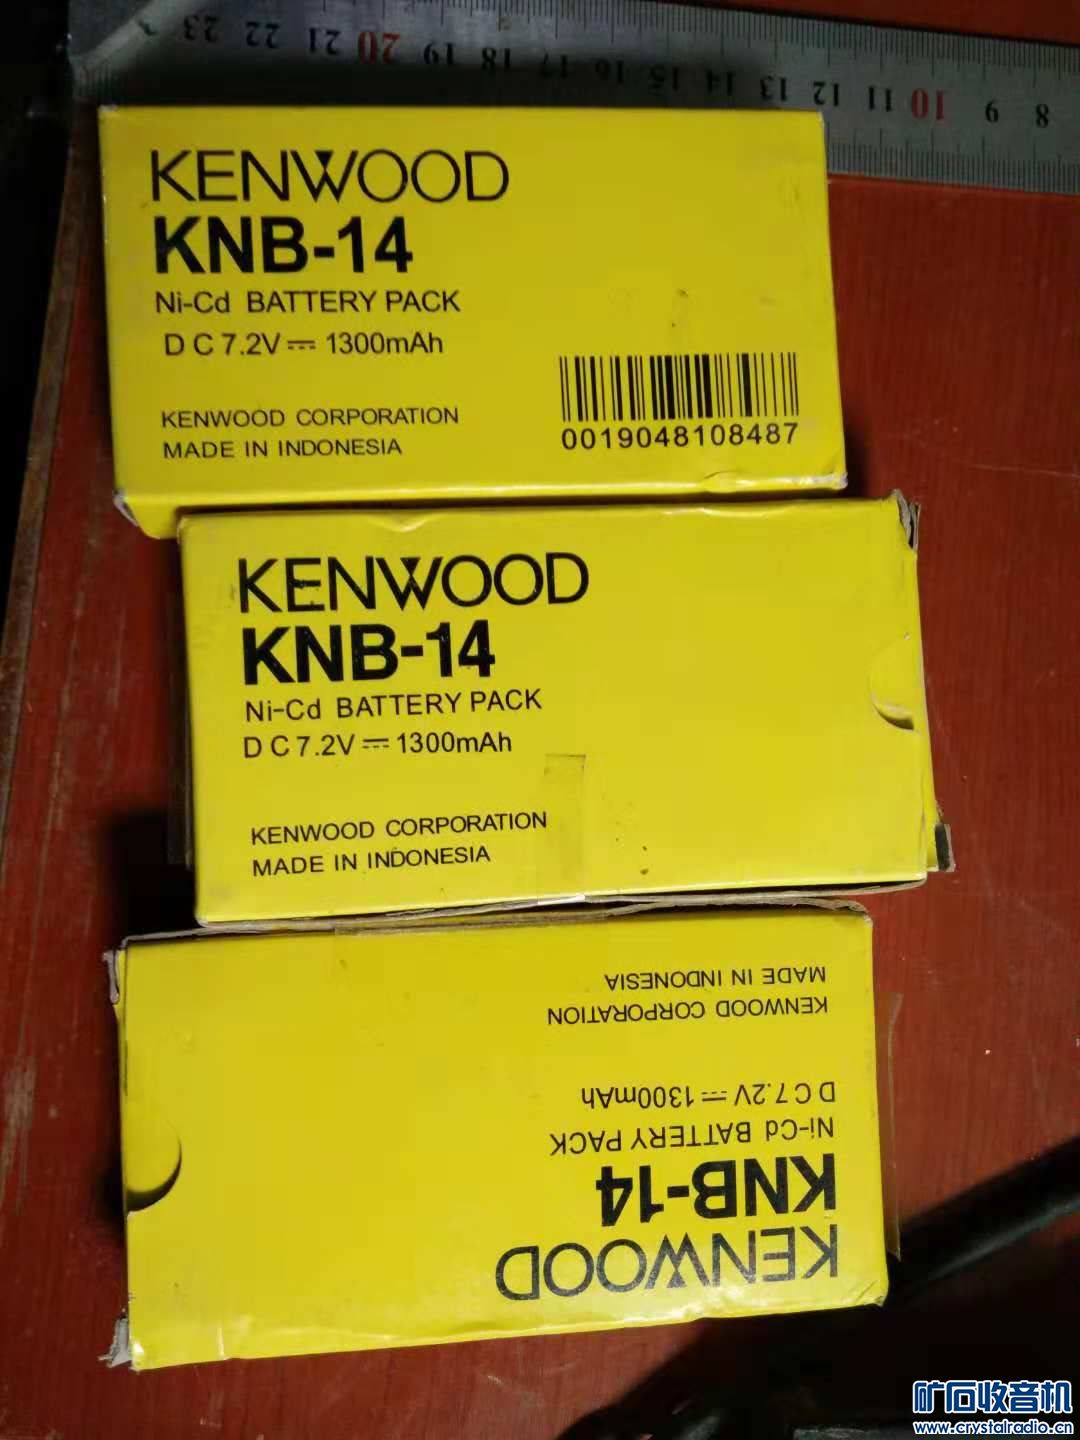 23 22 21 20 19 18 17 16 15 14 13 12 11 10 9 8
KENWOOD
KNB-14
Ni-Cd BATTERY PACK
DC 7.2V ⎓ 1300mAh
KENWOOD CORPORATION
MADE IN INDONESIA
0019048108487
KENWOOD
KNB-14
Ni-Cd BATTERY PACK
DC 7.2V ⎓ 1300mAh
KENWOOD CORPORATION
MADE IN INDONESIA
KENWOOD
KNB-14
Ni-Cd BATTERY PACK
DC 7.2V ⎓ 1300mAh
KENWOOD CORPORATION
MADE IN INDONESIA
矿石收音机
www.crystalradio.cn